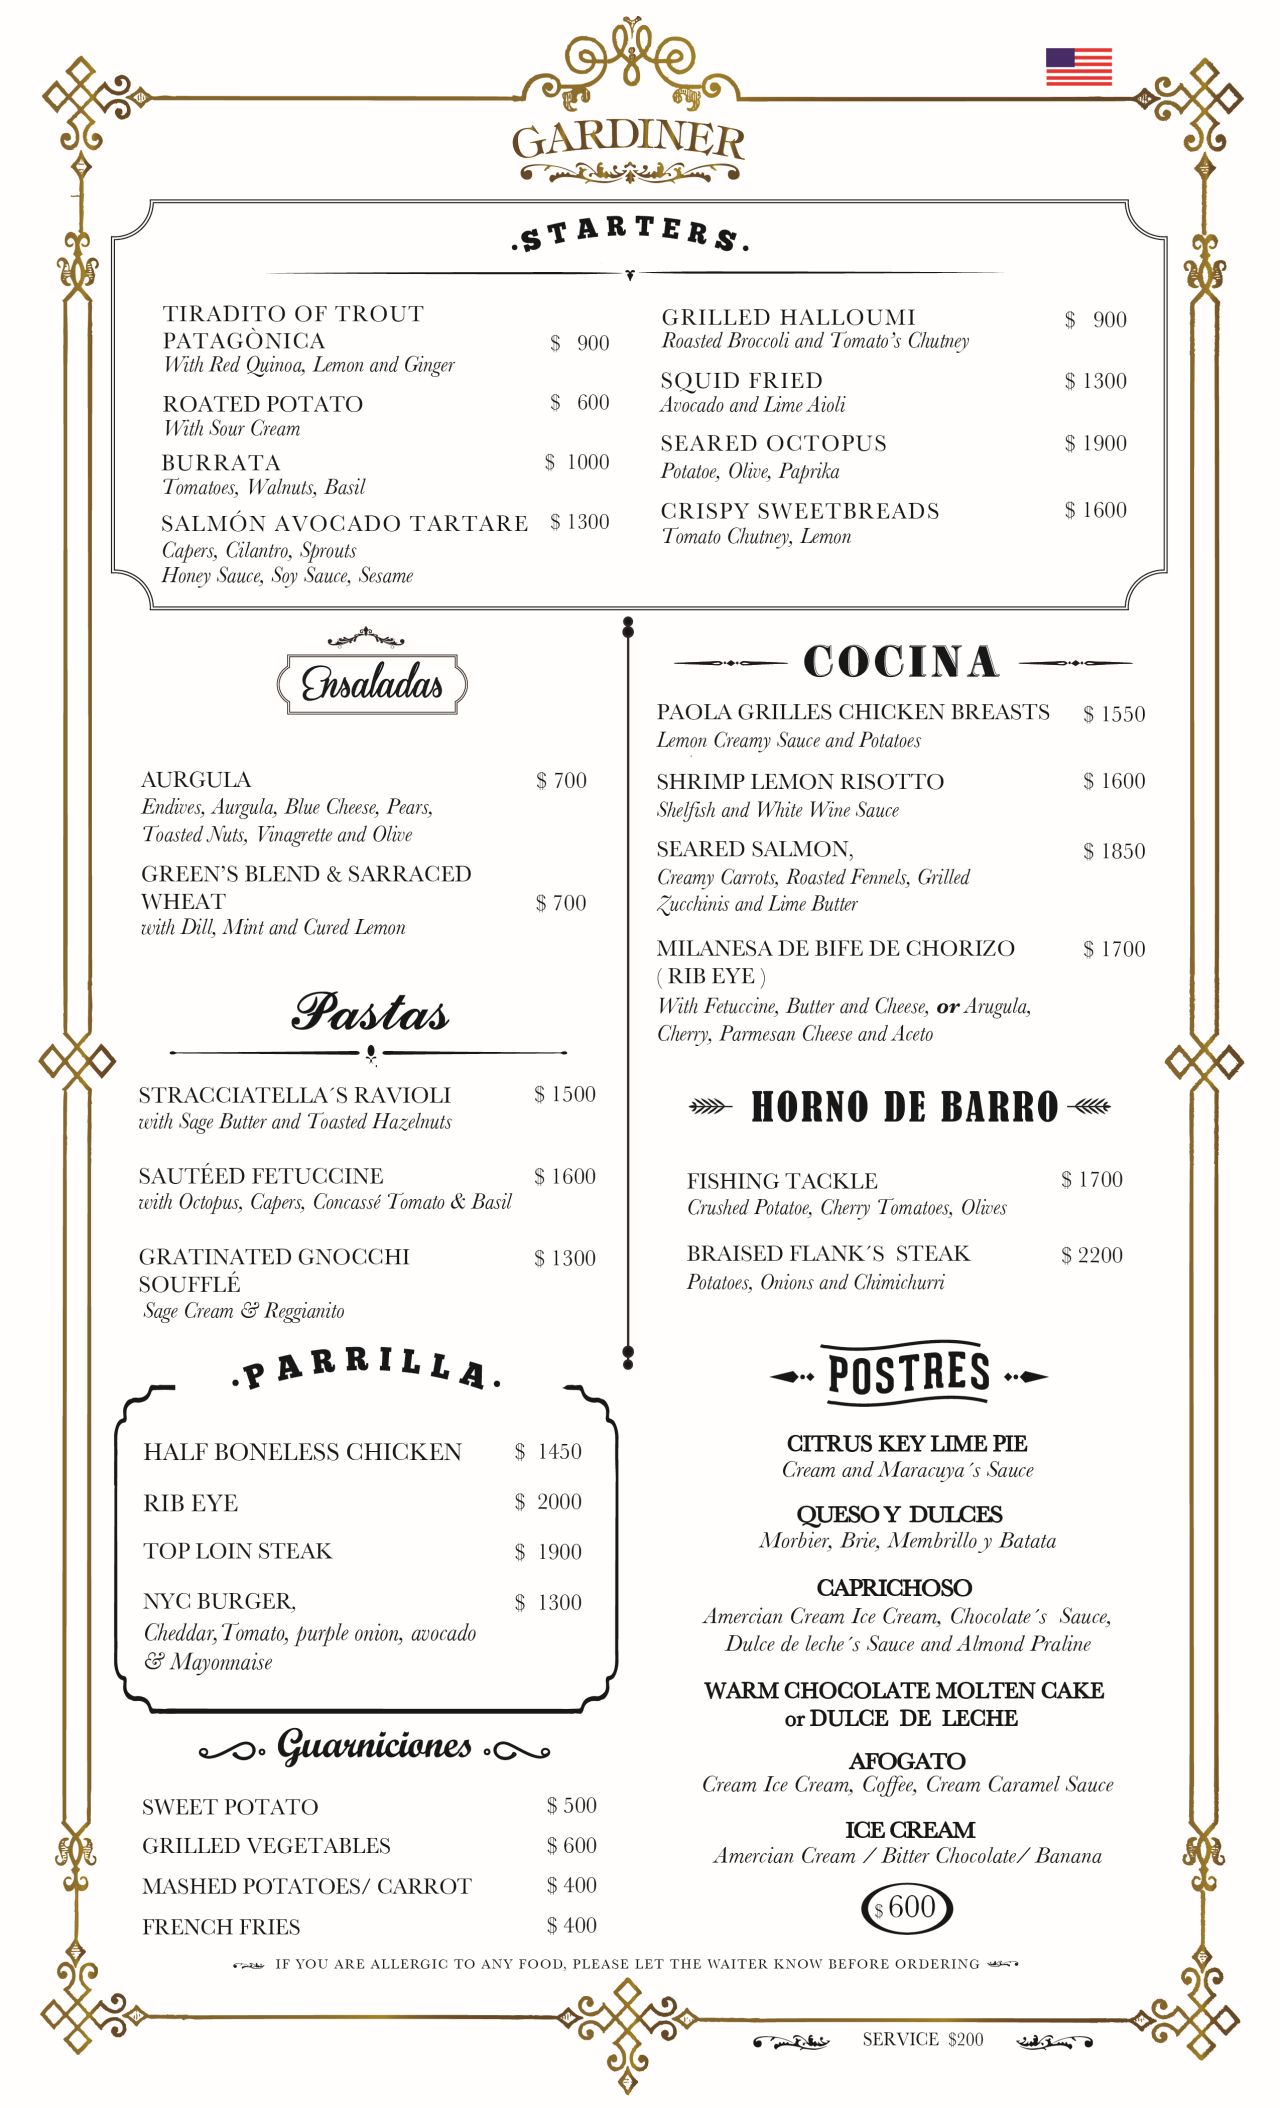 GARDINER
.STARTERS.
TIRADITO OF TROUT
PATAGÒNICA $ 900
With Red Quinoa, Lemon and Ginger
ROATED POTATO $ 600
With Sour Cream
BURRATA $ 1000
Tomatoes, Walnuts, Basil
SALMÓN AVOCADO TARTARE $ 1300
Capers, Cilantro, Sprouts
Honey Sauce, Soy Sauce, Sesame
GRILLED HALLOUMI $ 900
Roasted Broccoli and Tomato's Chutney
SQUID FRIED $ 1300
Avocado and Lime Aioli
SEARED OCTOPUS $ 1900
Potatoe, Olive, Paprika
CRISPY SWEETBREADS $ 1600
Tomato Chutney, Lemon
Ensaladas
AURGULA $ 700
Endives, Aurgula, Blue Cheese, Pears,
Toasted Nuts, Vinagrette and Olive
GREEN'S BLEND & SARRACED
WHEAT $ 700
with Dill, Mint and Cured Lemon
Pastas
STRACCIATELLA´S RAVIOLI $ 1500
with Sage Butter and Toasted Hazelnuts
SAUTÉED FETUCCINE $ 1600
with Octopus, Capers, Concassé Tomato & Basil
GRATINATED GNOCCHI $ 1300
SOUFFLÉ
Sage Cream & Reggianito
.PARRILLA.
HALF BONELESS CHICKEN $ 1450
RIB EYE $ 2000
TOP LOIN STEAK $ 1900
NYC BURGER, $ 1300
Cheddar, Tomato, purple onion, avocado
& Mayonnaise
Guarniciones
SWEET POTATO $ 500
GRILLED VEGETABLES $ 600
MASHED POTATOES/ CARROT $ 400
FRENCH FRIES $ 400
COCINA
PAOLA GRILLES CHICKEN BREASTS $ 1550
Lemon Creamy Sauce and Potatoes
SHRIMP LEMON RISOTTO $ 1600
Shelfish and White Wine Sauce
SEARED SALMON, $ 1850
Creamy Carrots, Roasted Fennels, Grilled
Zucchinis and Lime Butter
MILANESA DE BIFE DE CHORIZO $ 1700
( RIB EYE )
With Fetuccine, Butter and Cheese, or Arugula,
Cherry, Parmesan Cheese and Aceto
HORNO DE BARRO
FISHING TACKLE $ 1700
Crushed Potatoe, Cherry Tomatoes, Olives
BRAISED FLANK´S STEAK $ 2200
Potatoes, Onions and Chimichurri
POSTRES
CITRUS KEY LIME PIE
Cream and Maracuya´s Sauce
QUESO Y DULCES
Morbier, Brie, Membrillo y Batata
CAPRICHOSO
Amercian Cream Ice Cream, Chocolate´s Sauce,
Dulce de leche´s Sauce and Almond Praline
WARM CHOCOLATE MOLTEN CAKE
or DULCE DE LECHE
AFOGATO
Cream Ice Cream, Coffee, Cream Caramel Sauce
ICE CREAM
Amercian Cream / Bitter Chocolate/ Banana
$ 600
IF YOU ARE ALLERGIC TO ANY FOOD, PLEASE LET THE WAITER KNOW BEFORE ORDERING
SERVICE $200